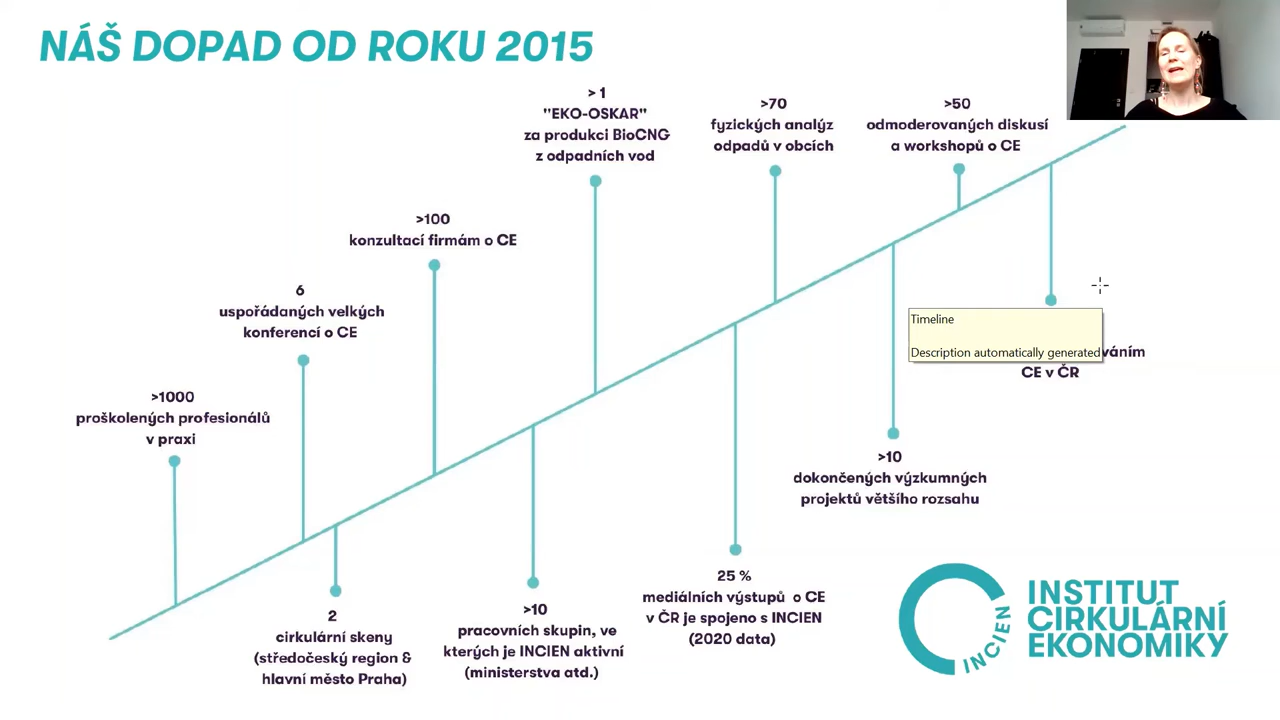 NÁŠ DOPAD OD ROKU 2015
> 1
"EKO-OSKAR"
za produkci BioCNG
z odpadních vod
>70
fyzických analýz
odpadů v obcích
>50
odmoderovaných diskusí
a workshopů o CE
>100
konzultací firmám o CE
6
uspořádaných velkých
konferencí o CE
Timeline
Description automatically generated
váním
CE v ČR
>1000
proškolených profesionálů
v praxi
>10
dokončených výzkumných
projektů většího rozsahu
25 %
mediálních výstupů o CE
v ČR je spojeno s INCIEN
(2020 data)
>10
pracovních skupin, ve
kterých je INCIEN aktivní
(ministerstva atd.)
2
cirkulární skeny
(středočeský region &
hlavní město Praha)
INCIEN
INSTITUT
CIRKULÁRNÍ
EKONOMIKY